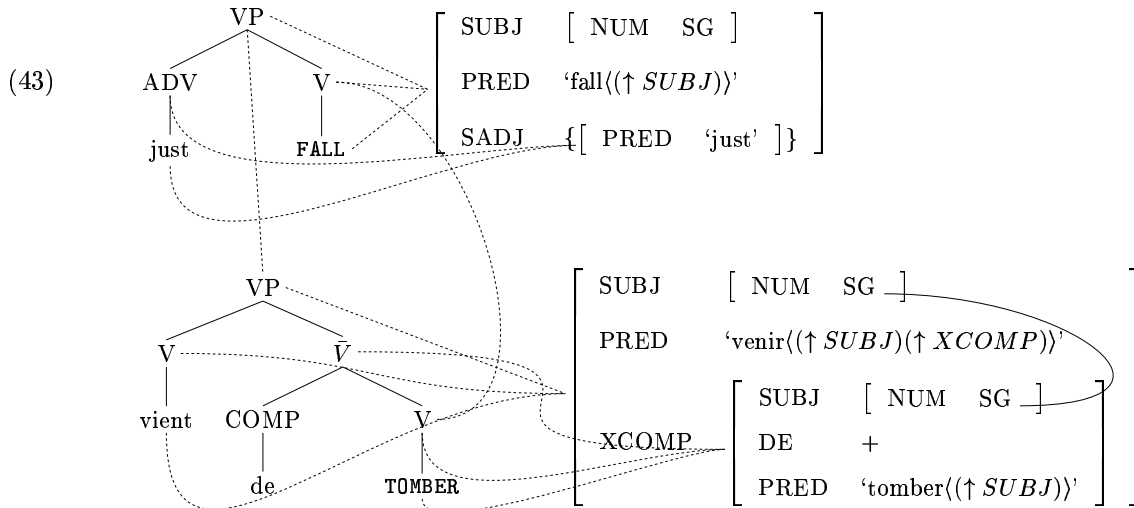 VP
SUBJ [ NUM SG ]
(43) ADV V PRED ‘fall⟨(↑ SUBJ)⟩’
just FALL SADJ {[ PRED ‘just’ ]}
VP SUBJ [ NUM SG ]
V V̄ PRED ‘venir⟨(↑ SUBJ)(↑ XCOMP)⟩’
vient COMP V SUBJ [ NUM SG ]
XCOMP DE +
de TOMBER PRED ‘tomber⟨(↑ SUBJ)⟩’